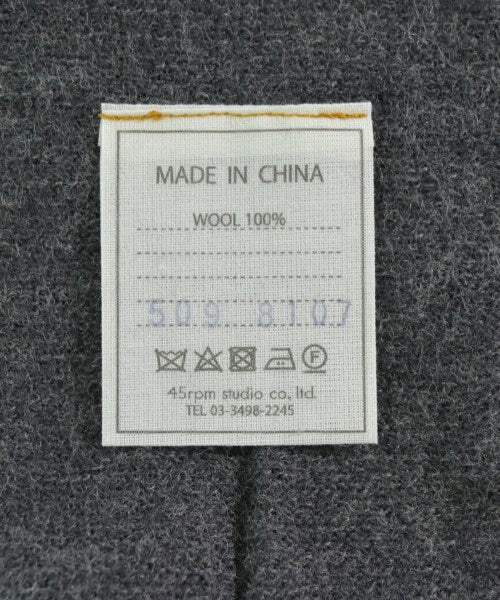 MADE IN CHINA
WOOL 100%
509 8107
F
45rpm studio co., ltd.
TEL 03-3498-2245